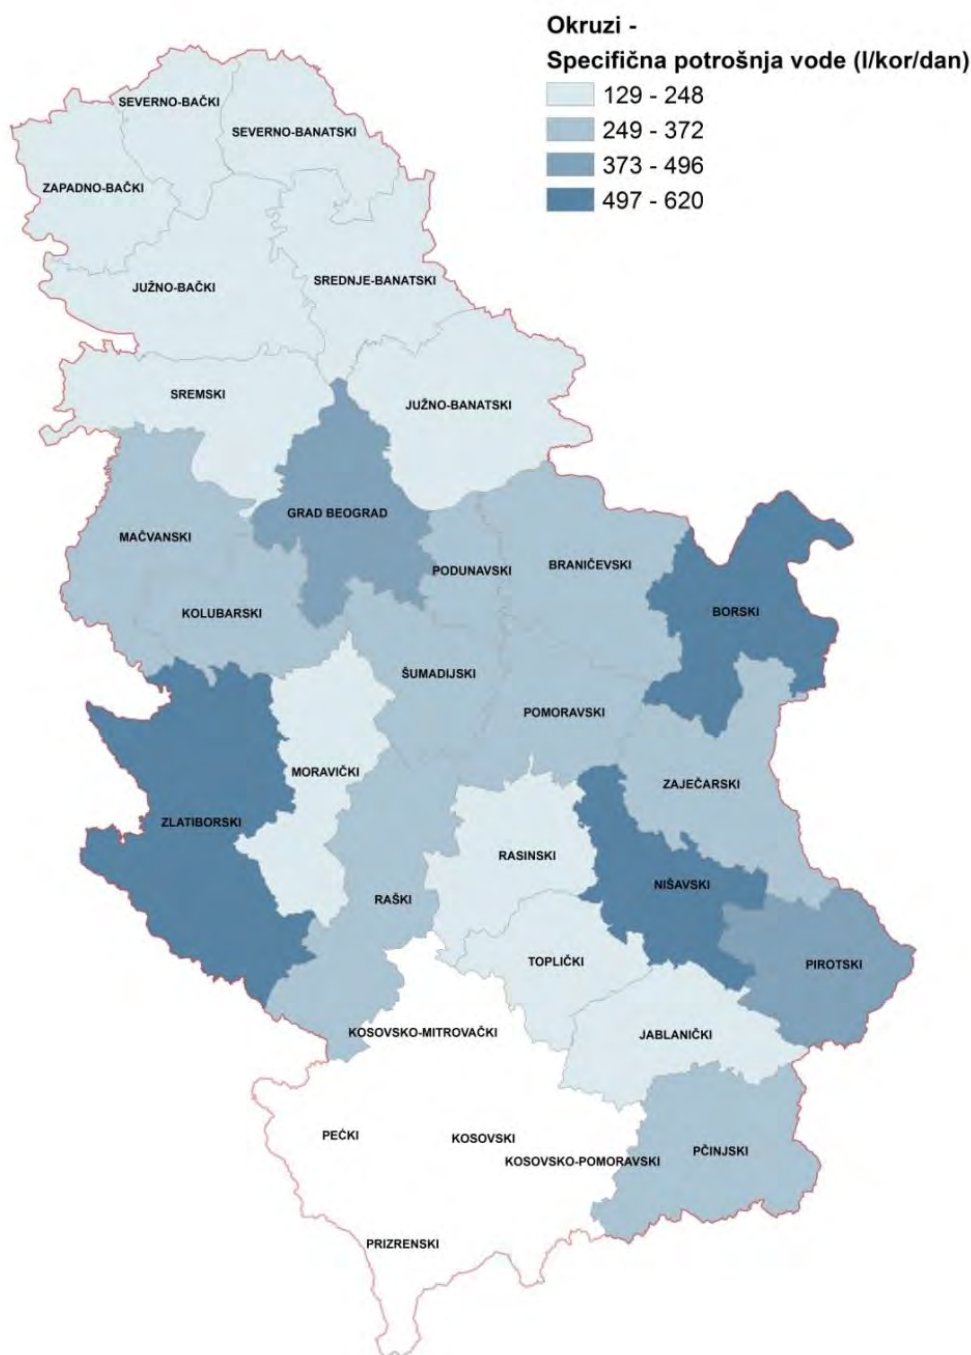 Okruzi -
Specifična potrošnja vode (l/kor/dan)
129 - 248
249 - 372
373 - 496
497 - 620
SEVERNO-BAČKI
SEVERNO-BANATSKI
ZAPADNO-BAČKI
JUŽNO-BAČKI
SREDNJE-BANATSKI
SREMSKI
JUŽNO-BANATSKI
GRAD BEOGRAD
MAČVANSKI
PODUNAVSKI
BRANIČEVSKI
KOLUBARSKI
BORSKI
ŠUMADIJSKI
POMORAVSKI
MORAVIČKI
ZAJEČARSKI
ZLATIBORSKI
RASINSKI
NIŠAVSKI
RAŠKI
TOPLIČKI
PIROTSKI
KOSOVSKO-MITROVAČKI
JABLANIČKI
PEĆKI
KOSOVSKI
KOSOVSKO-POMORAVSKI
PČINJSKI
PRIZRENSKI